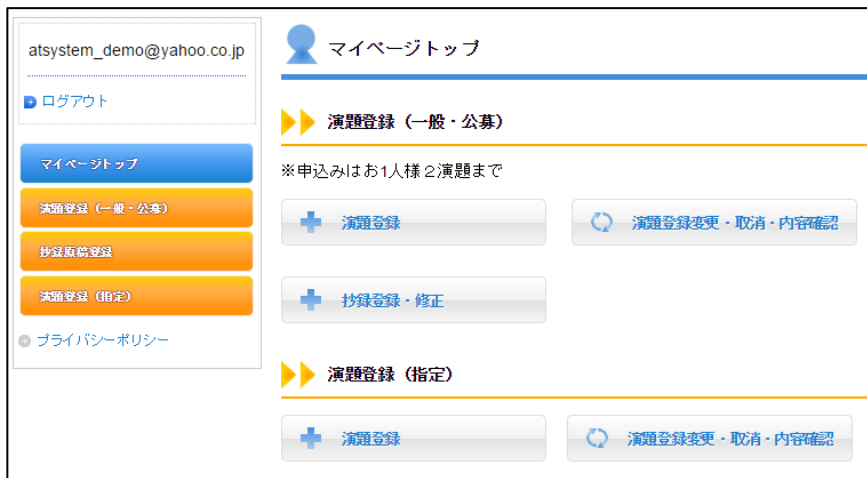 atsystem_demo@yahoo.co.jp
ログアウト
マイページトップ
演題登録（一般・公募）
抄録原稿登録
演題登録（指定）
プライバシーポリシー
マイページトップ
演題登録（一般・公募）
※申込みはお1人様２演題まで
演題登録
演題登録変更・取消・内容確認
抄録登録・修正
演題登録（指定）
演題登録
演題登録変更・取消・内容確認